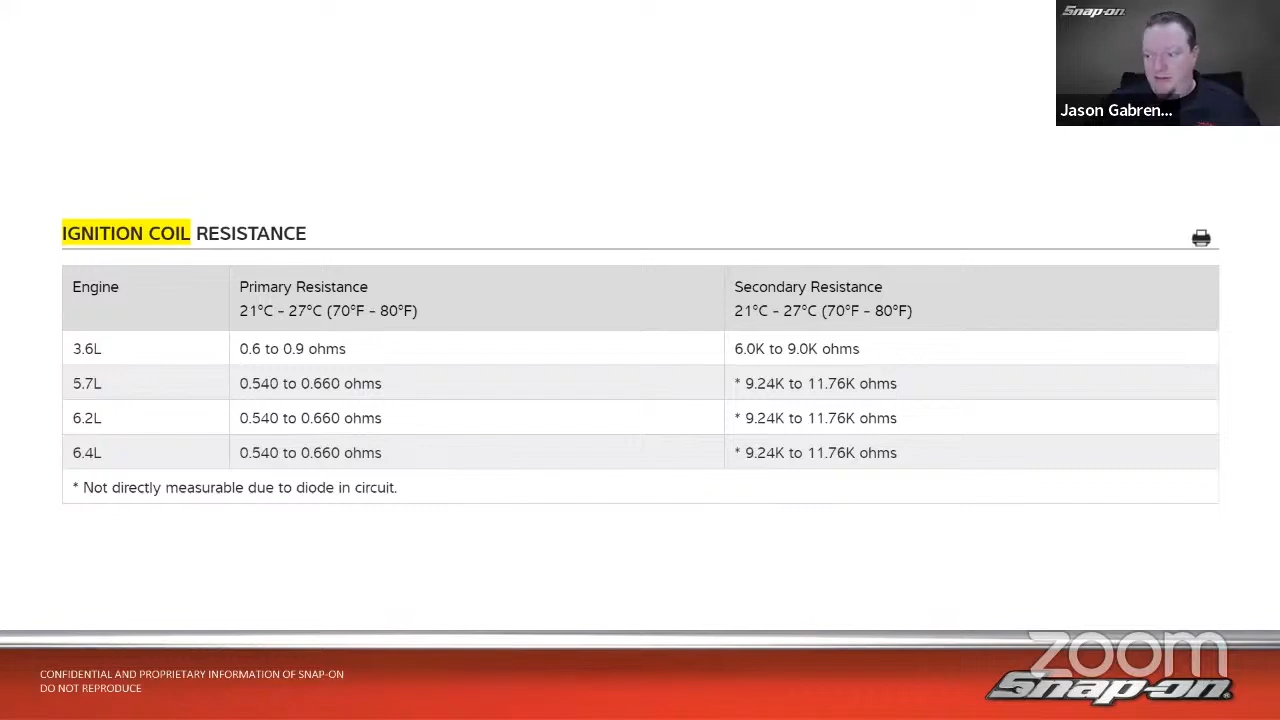 Snap-on
Jason Gabren...
IGNITION COIL RESISTANCE
Engine
Primary Resistance
21°C - 27°C (70°F - 80°F)
Secondary Resistance
21°C - 27°C (70°F - 80°F)
3.6L 0.6 to 0.9 ohms 6.0K to 9.0K ohms
5.7L 0.540 to 0.660 ohms * 9.24K to 11.76K ohms
6.2L 0.540 to 0.660 ohms * 9.24K to 11.76K ohms
6.4L 0.540 to 0.660 ohms * 9.24K to 11.76K ohms
* Not directly measurable due to diode in circuit.
CONFIDENTIAL AND PROPRIETARY INFORMATION OF SNAP-ON
DO NOT REPRODUCE
zoom
Snap-on®